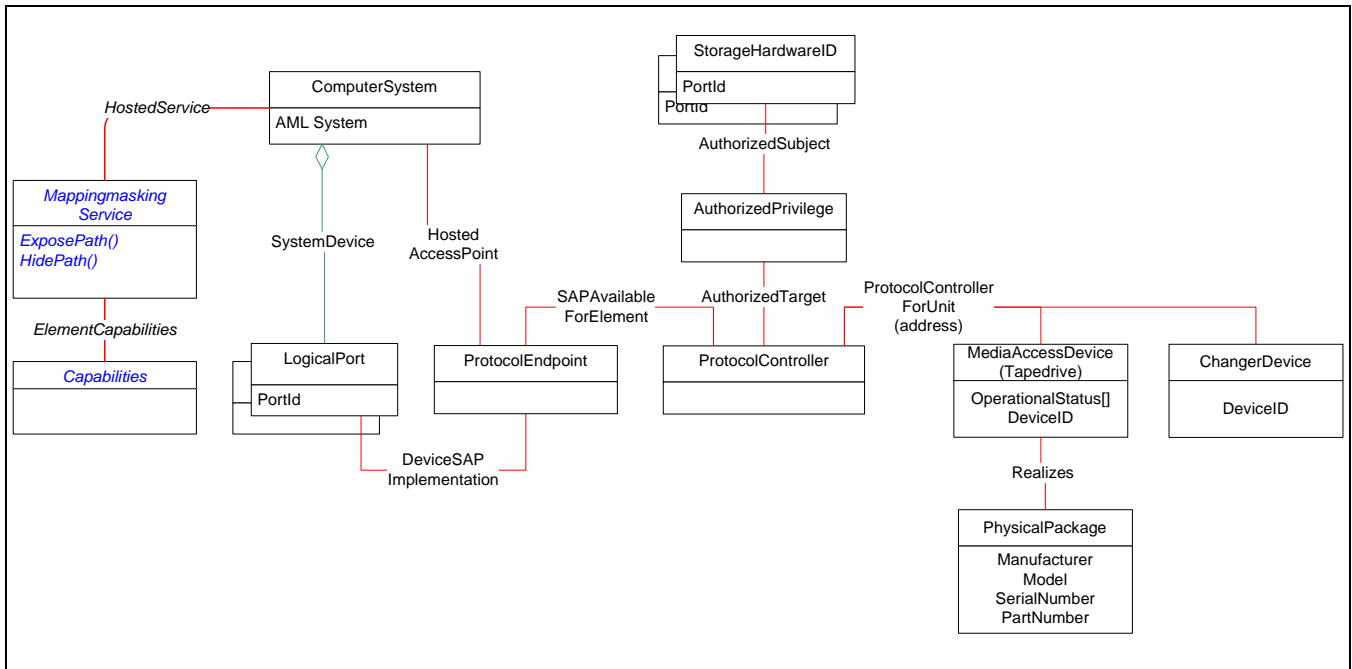 StorageHardwareID
PortId
PortId
ComputerSystem
AML System
HostedService
AuthorizedSubject
Mappingmasking
Service
ExposePath()
HidePath()
AuthorizedPrivilege
SystemDevice
Hosted
AccessPoint
SAPAvailable
ForElement
AuthorizedTarget
ProtocolController
ForUnit
(address)
ElementCapabilities
Capabilities
LogicalPort
PortId
ProtocolEndpoint
ProtocolController
MediaAccessDevice
(Tapedrive)
OperationalStatus[]
DeviceID
ChangerDevice
DeviceID
DeviceSAP
Implementation
Realizes
PhysicalPackage
Manufacturer
Model
SerialNumber
PartNumber